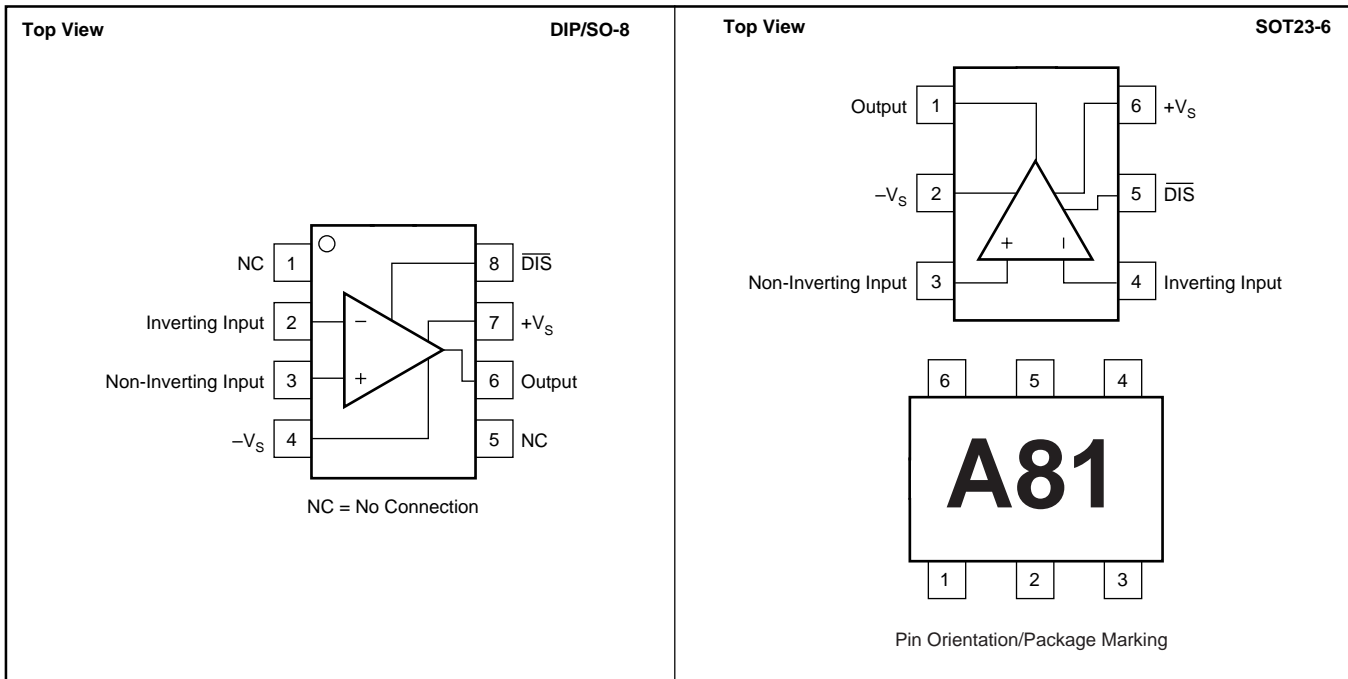 Top View DIP/SO-8
NC 1 8 D̅I̅S̅
Inverting Input 2 − 7 +VS
Non-Inverting Input 3 + 6 Output
–VS 4 5 NC
NC = No Connection
Top View SOT23-6
Output 1 6 +VS
–VS 2 5 D̅I̅S̅
+ −
Non-Inverting Input 3 4 Inverting Input
6 5 4
A81
1 2 3
Pin Orientation/Package Marking